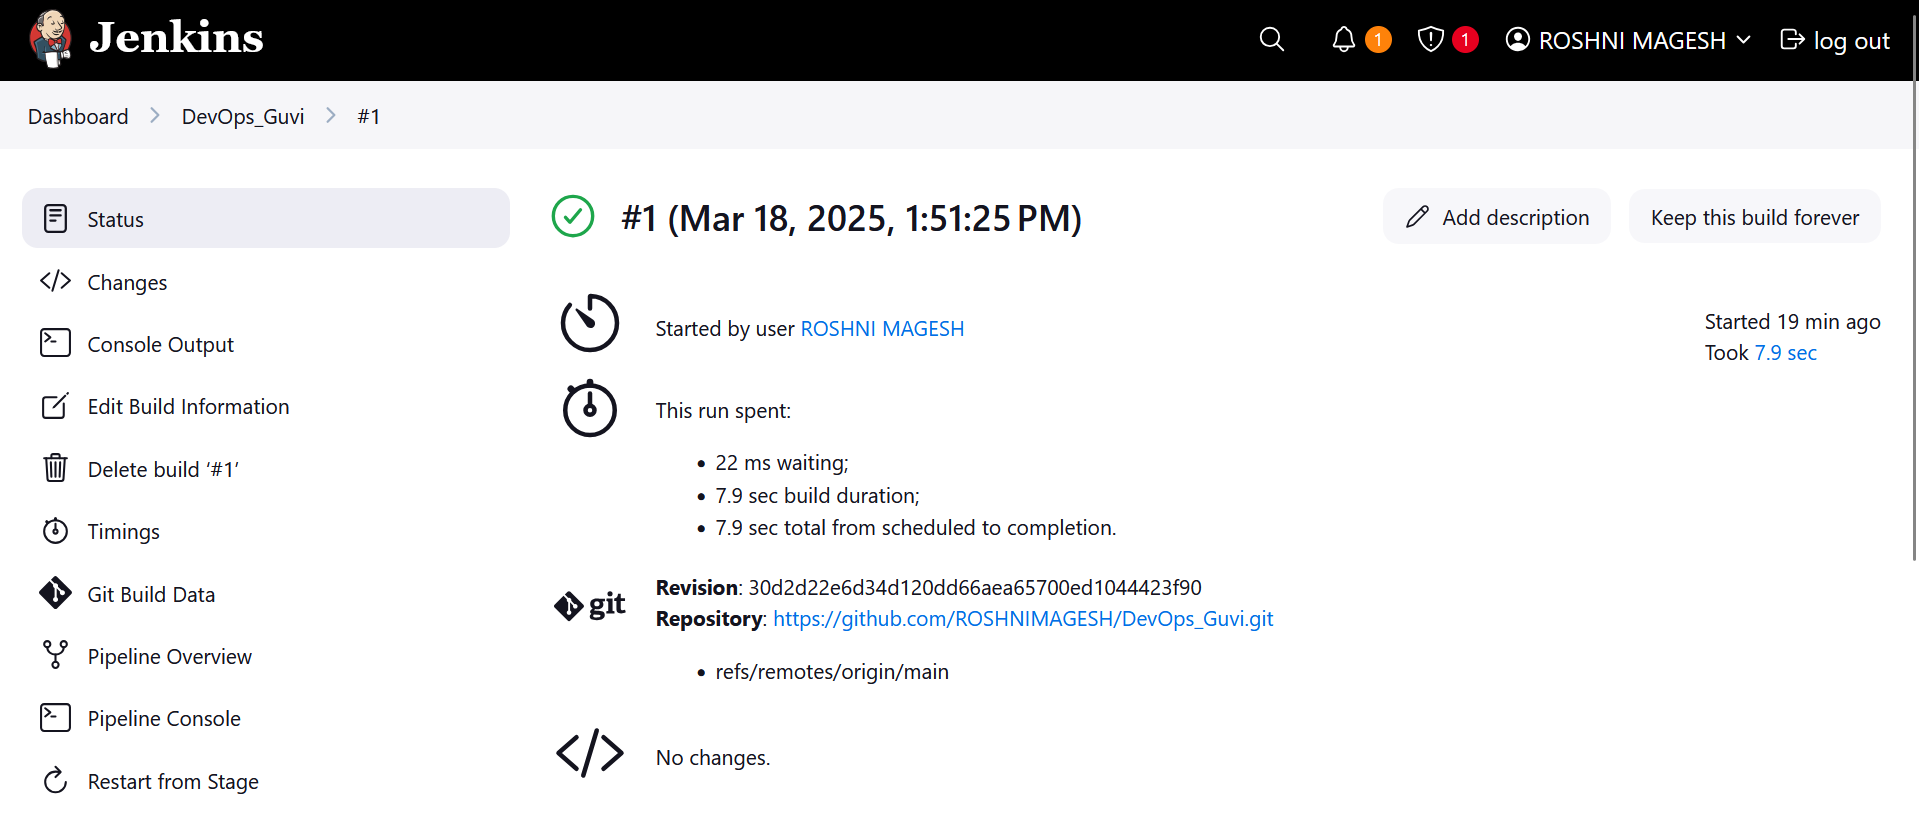 Jenkins
1
1
ROSHNI MAGESH
log out
Dashboard
DevOps_Guvi
#1
Status
Changes
Console Output
Edit Build Information
Delete build ‘#1’
Timings
Git Build Data
Pipeline Overview
Pipeline Console
Restart from Stage
#1 (Mar 18, 2025, 1:51:25 PM)
Add description
Keep this build forever
Started by user ROSHNI MAGESH
Started 19 min ago
Took 7.9 sec
This run spent:
• 22 ms waiting;
• 7.9 sec build duration;
• 7.9 sec total from scheduled to completion.
git
Revision: 30d2d22e6d34d120dd66aea65700ed1044423f90
Repository: https://github.com/ROSHNIMAGESH/DevOps_Guvi.git
• refs/remotes/origin/main
No changes.